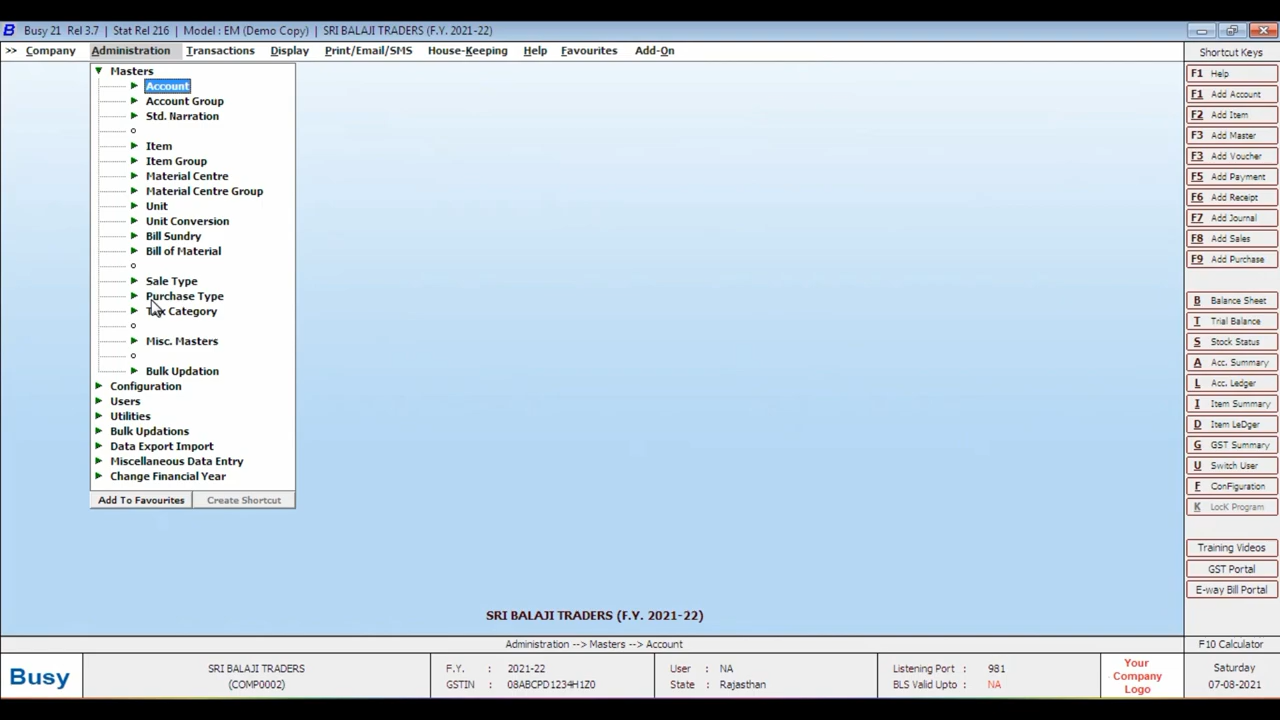 Busy 21 Rel 3.7 | Stat Rel 216 | Model : EM (Demo Copy) | SRI BALAJI TRADERS (F.Y. 2021-22)
>> Company Administration Transactions Display Print/Email/SMS House-Keeping Help Favourites Add-On
Masters
Account
Account Group
Std. Narration
Item
Item Group
Material Centre
Material Centre Group
Unit
Unit Conversion
Bill Sundry
Bill of Material
Sale Type
Purchase Type
Tax Category
Misc. Masters
Bulk Updation
Configuration
Users
Utilities
Bulk Updations
Data Export Import
Miscellaneous Data Entry
Change Financial Year
Add To Favourites Create Shortcut
Shortcut Keys
F1 Help
F1 Add Account
F2 Add Item
F3 Add Master
F3 Add Voucher
F5 Add Payment
F6 Add Receipt
F7 Add Journal
F8 Add Sales
F9 Add Purchase
B Balance Sheet
T Trial Balance
S Stock Status
A Acc. Summary
L Acc. Ledger
I Item Summary
D Item LeDger
G GST Summary
U Switch User
F ConFiguration
K LocK Program
Training Videos
GST Portal
E-way Bill Portal
SRI BALAJI TRADERS (F.Y. 2021-22)
Administration --> Masters --> Account
F10 Calculator
Busy
SRI BALAJI TRADERS
(COMP0002)
F.Y. : 2021-22
GSTIN : 08ABCPD1234H1Z0
User : NA
State : Rajasthan
Listening Port : 981
BLS Valid Upto : NA
Your
Company
Logo
Saturday
07-08-2021